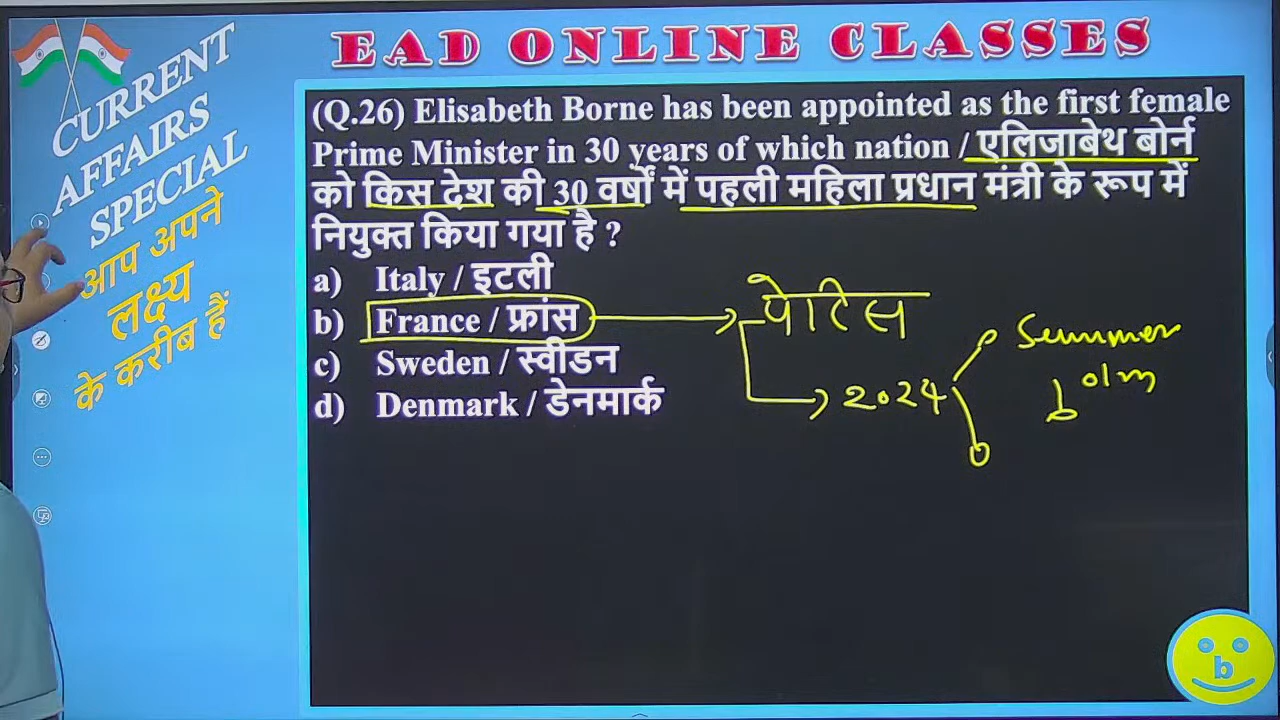 EAD ONLINE CLASSES
CURRENT
AFFAIRS
SPECIAL
आप अपने
लक्ष्य
के करीब हैं
(Q.26) Elisabeth Borne has been appointed as the first female
Prime Minister in 30 years of which nation / एलिजाबेथ बोर्न
को किस देश की 30 वर्षों में पहली महिला प्रधान मंत्री के रूप में
नियुक्त किया गया है ?
a) Italy / इटली
b) France / फ्रांस
c) Sweden / स्वीडन
d) Denmark / डेनमार्क
2024
Summer
b